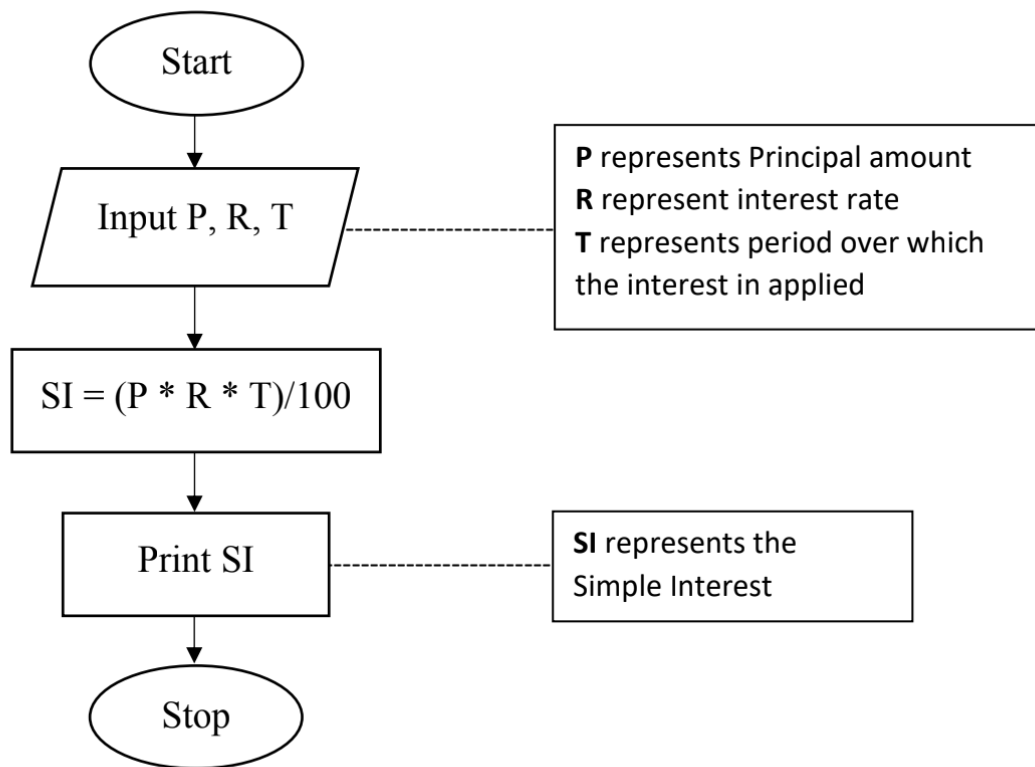 Start
Input P, R, T
P represents Principal amount
R represent interest rate
T represents period over which
the interest in applied
SI = (P * R * T)/100
Print SI
SI represents the
Simple Interest
Stop